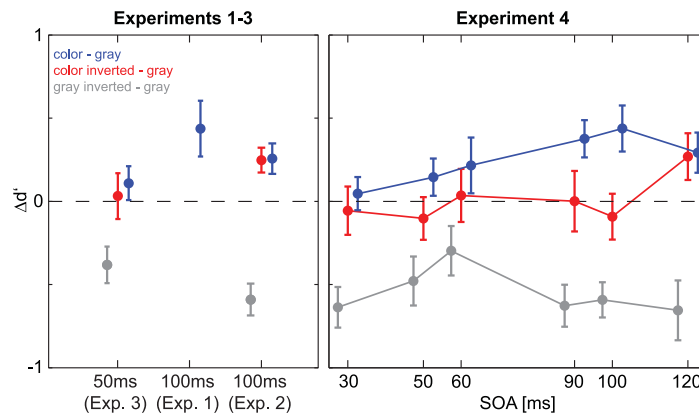 Experiments 1-3
Experiment 4
1
color - gray
color inverted - gray
gray inverted - gray
Δd'
0
-1
50ms 100ms 100ms
(Exp. 3) (Exp. 1) (Exp. 2)
30 50 60 90 100 120
SOA [ms]